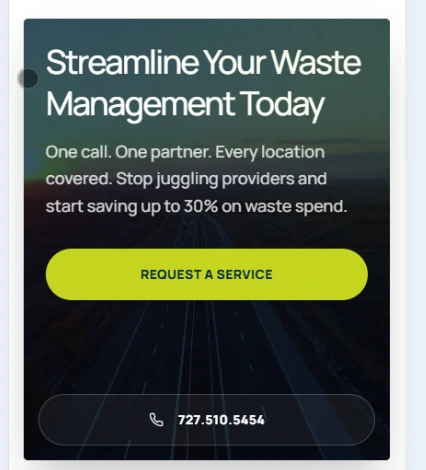 Streamline Your Waste
Management Today
One call. One partner. Every location
covered. Stop juggling providers and
start saving up to 30% on waste spend.
REQUEST A SERVICE
727.510.5454